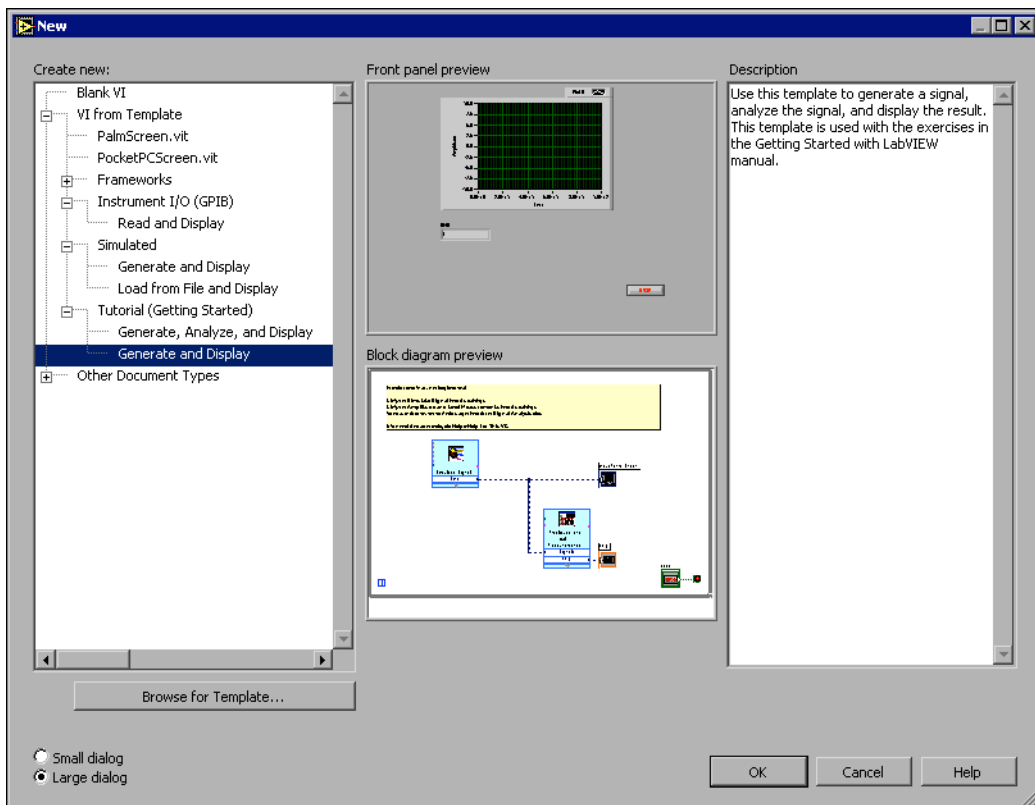 New
Create new:
Blank VI
VI from Template
PalmScreen.vit
PocketPCScreen.vit
Frameworks
Instrument I/O (GPIB)
Read and Display
Simulated
Generate and Display
Load from File and Display
Tutorial (Getting Started)
Generate, Analyze, and Display
Generate and Display
Other Document Types
Browse for Template...
Small dialog
Large dialog
Front panel preview
Amplitude
Time
STOP
Block diagram preview
Description
Use this template to generate a signal,
analyze the signal, and display the result.
This template is used with the exercises in
the Getting Started with LabVIEW
manual.
OK
Cancel
Help